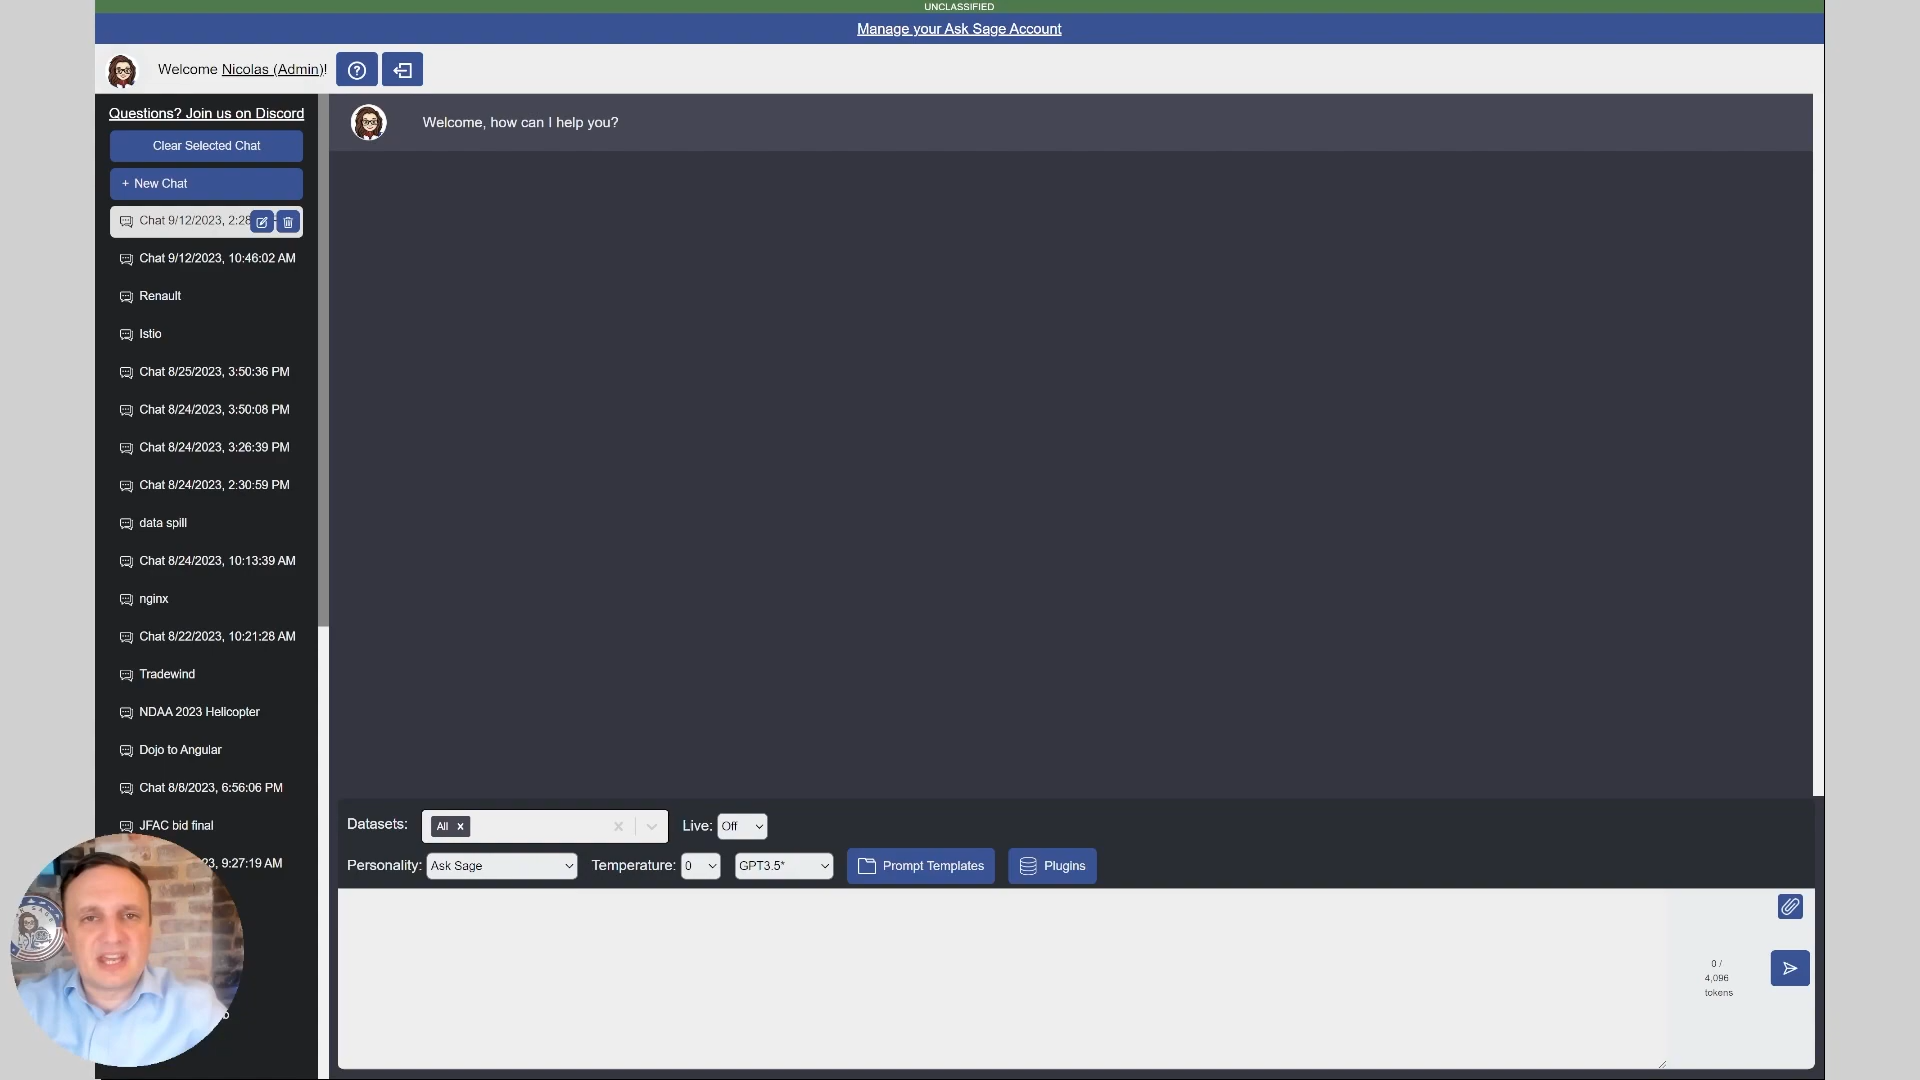 UNCLASSIFIED
Manage your Ask Sage Account
Welcome Nicolas (Admin)!
Questions? Join us on Discord
Clear Selected Chat
+ New Chat
Chat 9/12/2023, 2:28
Chat 9/12/2023, 10:46:02 AM
Renault
Istio
Chat 8/25/2023, 3:50:36 PM
Chat 8/24/2023, 3:50:08 PM
Chat 8/24/2023, 3:26:39 PM
Chat 8/24/2023, 2:30:59 PM
data spill
Chat 8/24/2023, 10:13:39 AM
nginx
Chat 8/22/2023, 10:21:28 AM
Tradewind
NDAA 2023 Helicopter
Dojo to Angular
Chat 8/8/2023, 6:56:06 PM
JFAC bid final
23, 9:27:19 AM
Welcome, how can I help you?
Datasets: All x Live: Off
Personality: Ask Sage Temperature: 0 GPT3.5* Prompt Templates Plugins
0 /
4,096
tokens